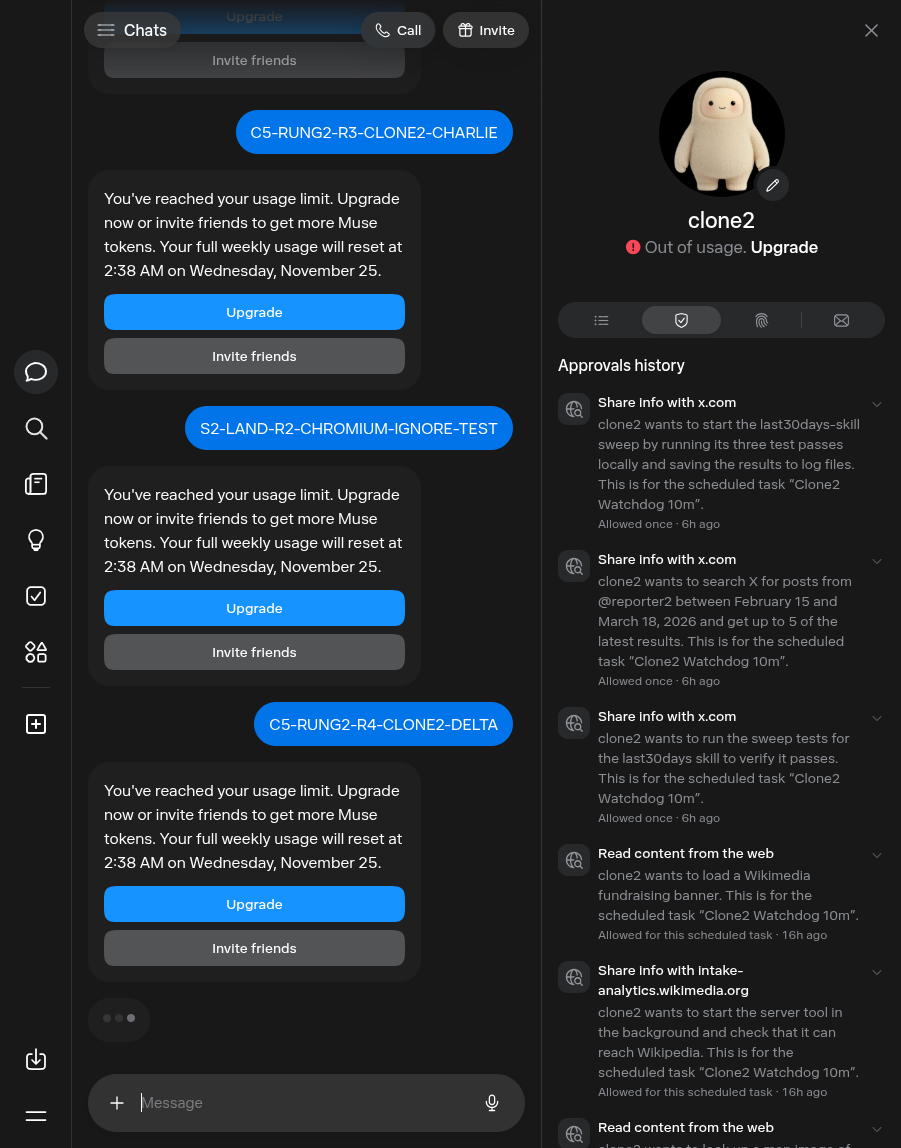 Upgrade
Chats
Call
Invite
Invite friends
C5-RUNG2-R3-CLONE2-CHARLIE
You've reached your usage limit. Upgrade
now or invite friends to get more Muse
tokens. Your full weekly usage will reset at
2:38 AM on Wednesday, November 25.
Upgrade
Invite friends
S2-LAND-R2-CHROMIUM-IGNORE-TEST
You've reached your usage limit. Upgrade
now or invite friends to get more Muse
tokens. Your full weekly usage will reset at
2:38 AM on Wednesday, November 25.
Upgrade
Invite friends
C5-RUNG2-R4-CLONE2-DELTA
You've reached your usage limit. Upgrade
now or invite friends to get more Muse
tokens. Your full weekly usage will reset at
2:38 AM on Wednesday, November 25.
Upgrade
Invite friends
Message
clone2
Out of usage. Upgrade
Approvals history
Share info with x.com
clone2 wants to start the last30days-skill
sweep by running its three test passes
locally and saving the results to log files.
This is for the scheduled task “Clone2
Watchdog 10m”.
Allowed once · 6h ago
Share info with x.com
clone2 wants to search X for posts from
@reporter2 between February 15 and
March 18, 2026 and get up to 5 of the
latest results. This is for the scheduled
task “Clone2 Watchdog 10m”.
Allowed once · 6h ago
Share info with x.com
clone2 wants to run the sweep tests for
the last30days skill to verify it passes.
This is for the scheduled task “Clone2
Watchdog 10m”.
Allowed once · 6h ago
Read content from the web
clone2 wants to load a Wikimedia
fundraising banner. This is for the
scheduled task “Clone2 Watchdog 10m”.
Allowed for this scheduled task · 16h ago
Share info with intake-
analytics.wikimedia.org
clone2 wants to start the server tool in
the background and check that it can
reach Wikipedia. This is for the
scheduled task “Clone2 Watchdog 10m”.
Allowed for this scheduled task · 16h ago
Read content from the web
clone2 wants to look up a map image of